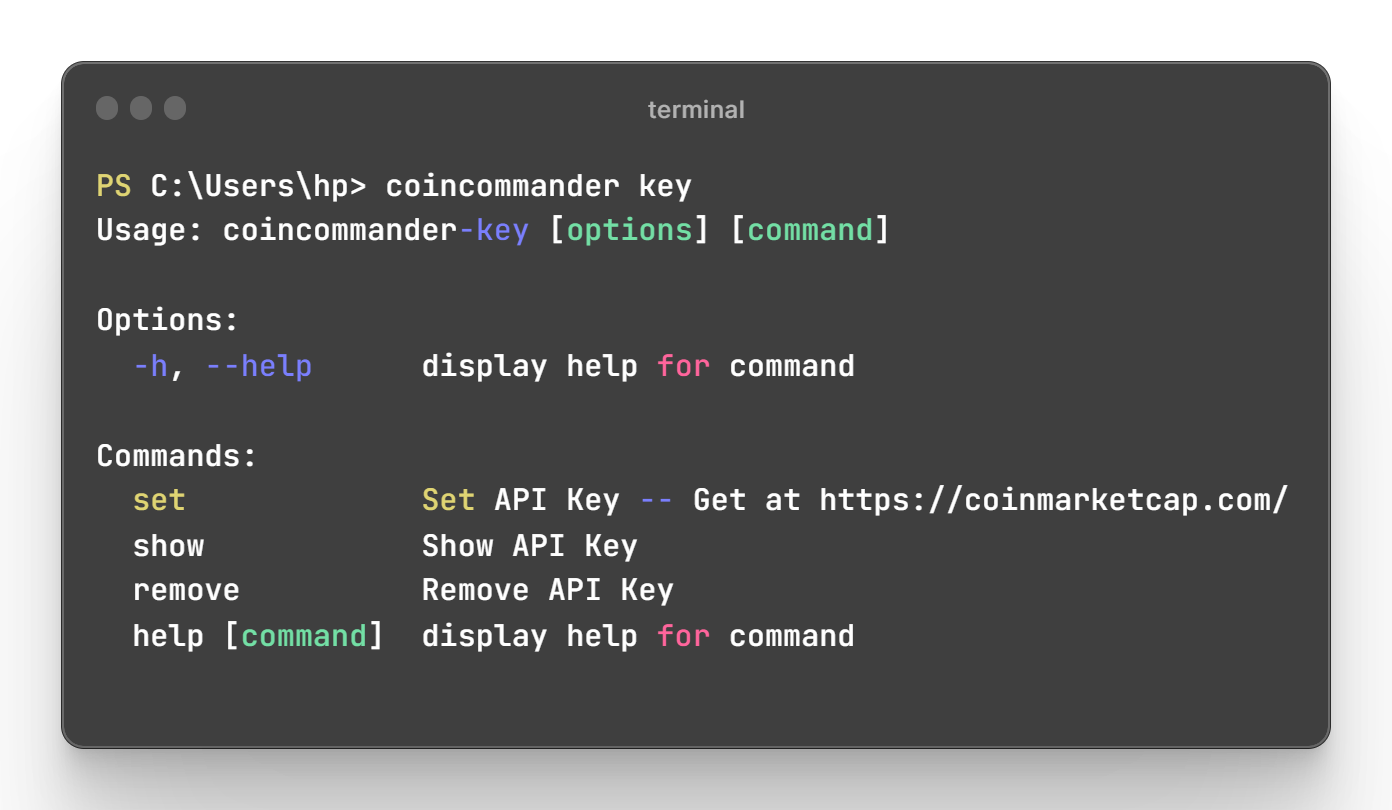 terminal
PS C:\Users\hp> coincommander key
Usage: coincommander-key [options] [command]
Options:
  -h, --help      display help for command
Commands:
  set             Set API Key -- Get at https://coinmarketcap.com/
  show            Show API Key
  remove          Remove API Key
  help [command]  display help for command